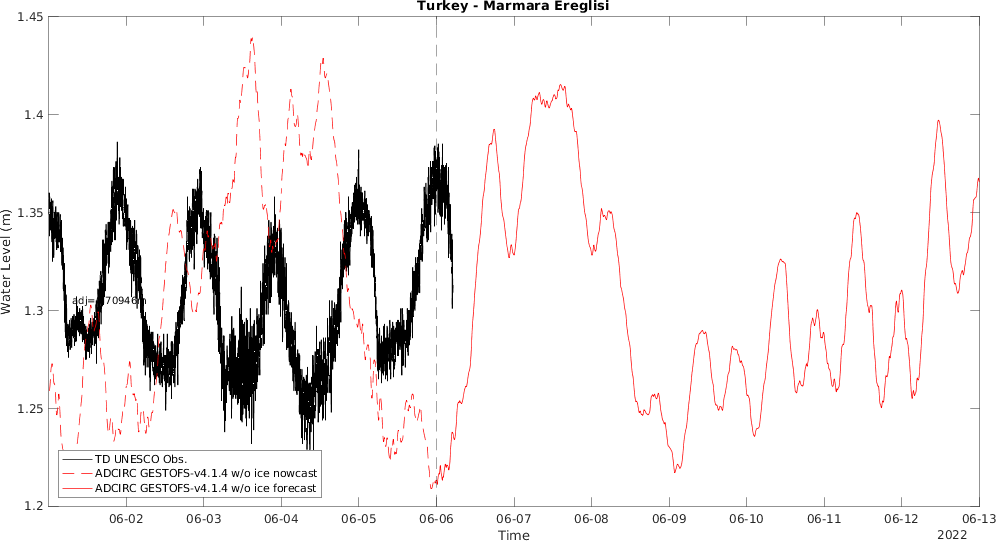 Turkey - Marmara Ereglisi
Water Level (m)
1.45
1.4
1.35
1.3
1.25
1.2
TD UNESCO Obs.
ADCIRC GESTOFS-v4.1.4 w/o ice nowcast
ADCIRC GESTOFS-v4.1.4 w/o ice forecast
06-02 06-03 06-04 06-05 06-06 06-07 06-08 06-09 06-10 06-11 06-12 06-13
Time
2022